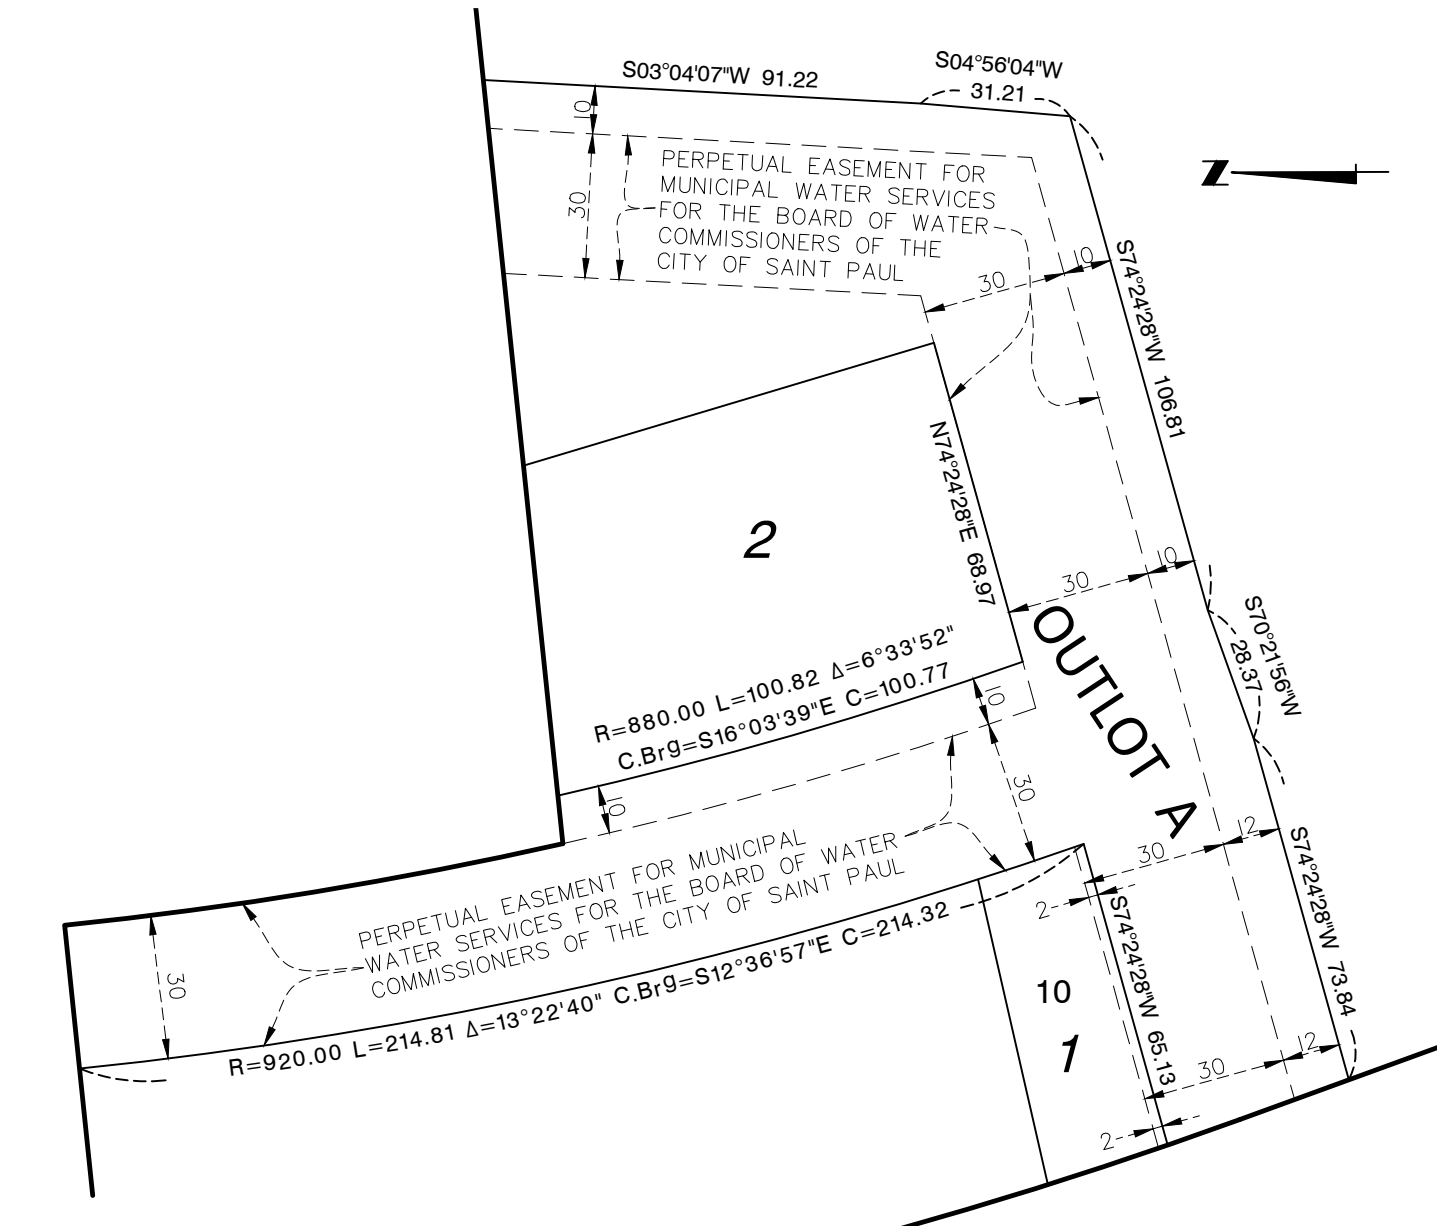 S03°04'07"W 91.22
S04°56'04"W
31.21
10
PERPETUAL EASEMENT FOR
MUNICIPAL WATER SERVICES
FOR THE BOARD OF WATER
COMMISSIONERS OF THE
CITY OF SAINT PAUL
30
Z
30
10
S74°24'28"W 106.81
N74°24'28"E 68.97
2
30
10
OUTLOT A
S70°21'56"W
28.37
R=880.00 L=100.82 Δ=6°33'52"
C.Brg=S16°03'39"E C=100.77
10
10
30
PERPETUAL EASEMENT FOR MUNICIPAL
WATER SERVICES FOR THE BOARD OF WATER
COMMISSIONERS OF THE CITY OF SAINT PAUL
30
12
30
2
S74°24'28"W 73.84
S74°24'28"W 65.13
30
R=920.00 L=214.81 Δ=13°22'40" C.Brg=S12°36'57"E C=214.32
10
1
30
12
2